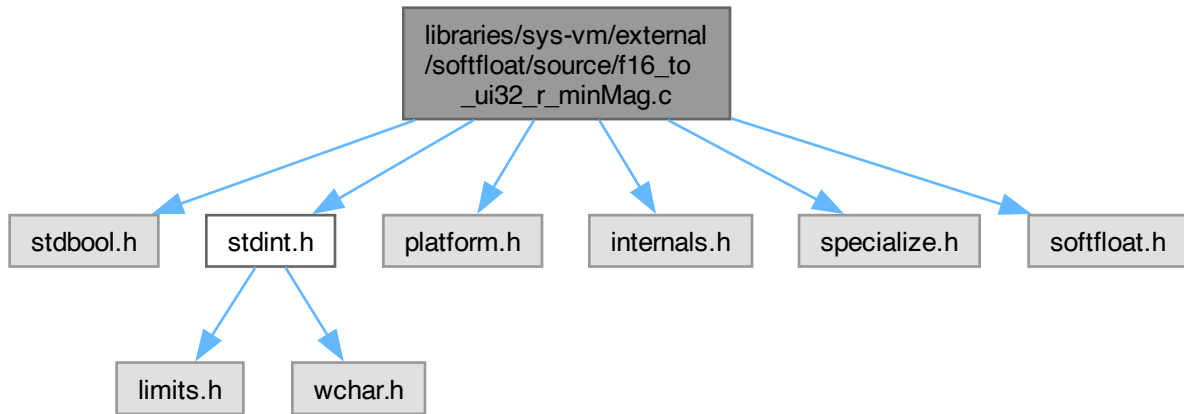 libraries/sys-vm/external
/softfloat/source/f16_to
_ui32_r_minMag.c
stdbool.h
stdint.h
platform.h
internals.h
specialize.h
softfloat.h
limits.h
wchar.h